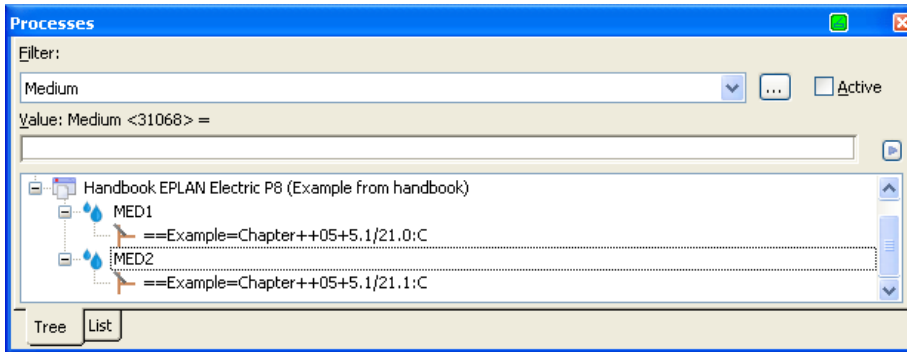 Processes
Filter:
Medium
...
Active
Value: Medium <31068> =
Handbook EPLAN Electric P8 (Example from handbook)
MED1
==Example=Chapter++05+5.1/21.0:C
MED2
==Example=Chapter++05+5.1/21.1:C
Tree List